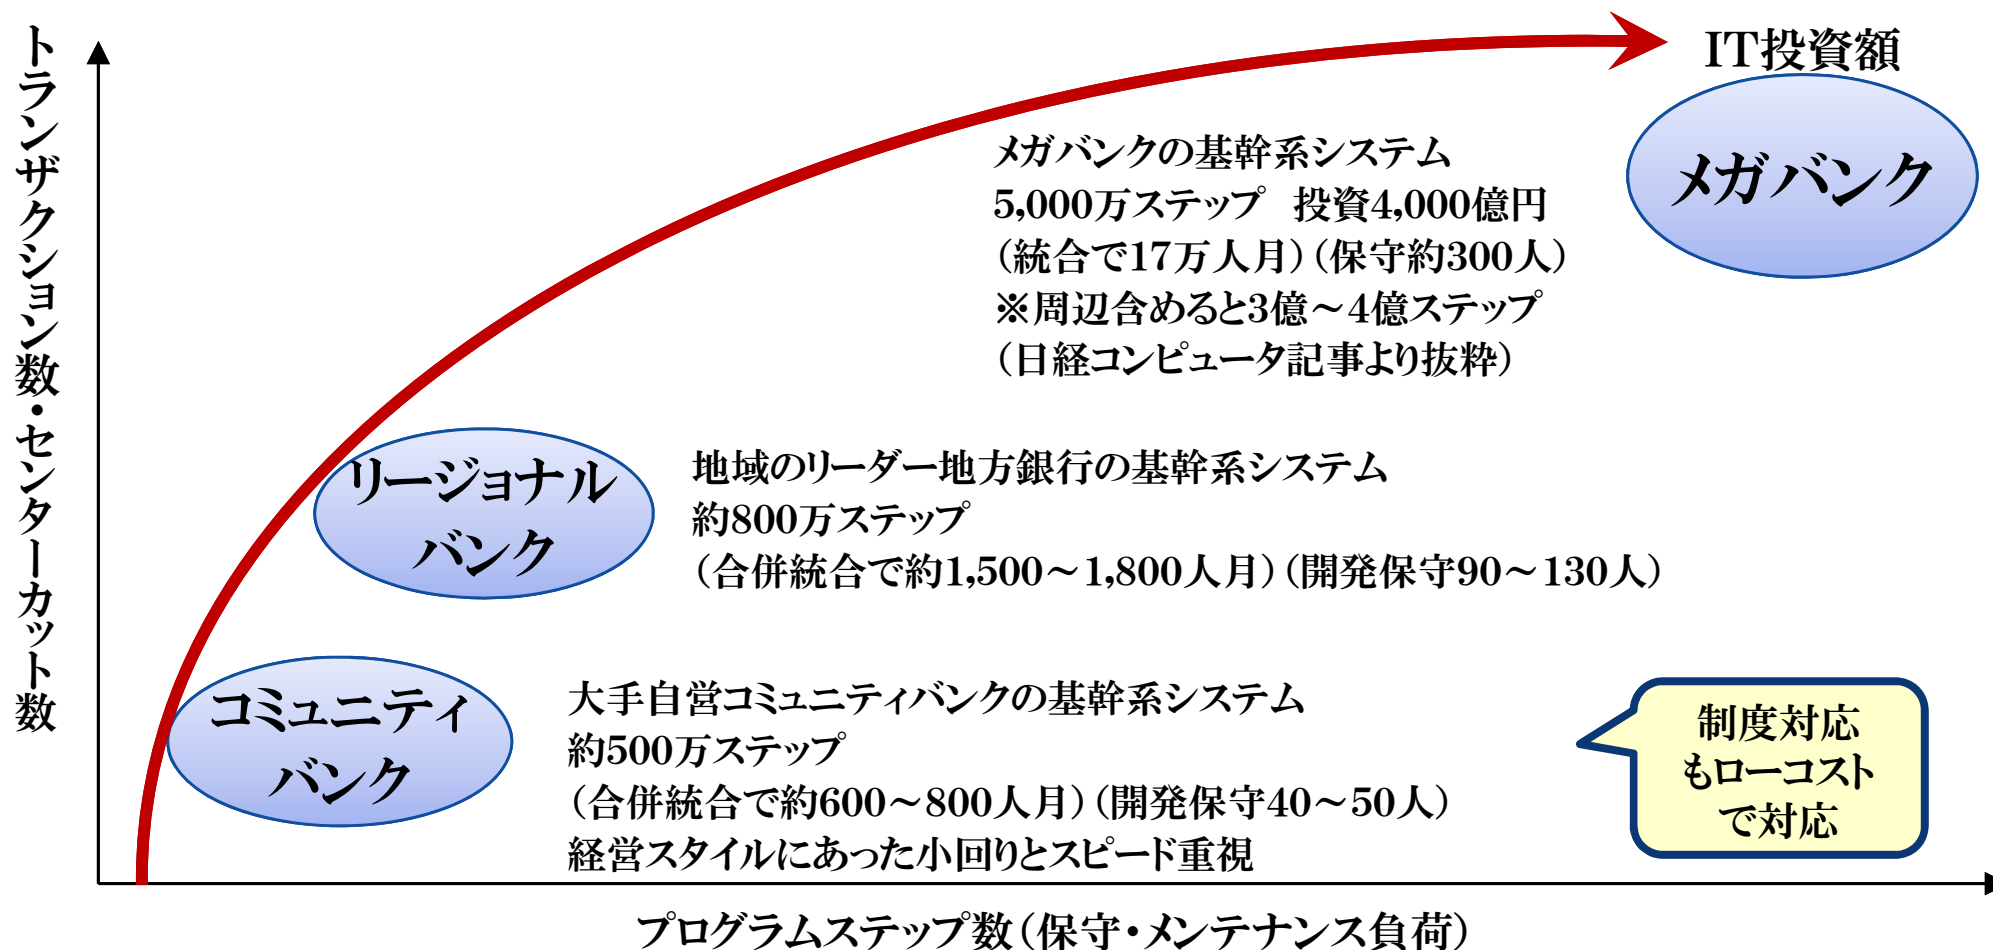 トランザクション数・センターカット数
IT投資額
メガバンク
メガバンクの基幹系システム
5,000万ステップ　投資4,000億円
（統合で17万人月）（保守約300人）
※周辺含めると3億～4億ステップ
（日経コンピュータ記事より抜粋）
リージョナル
バンク
地域のリーダー地方銀行の基幹系システム
約800万ステップ
（合併統合で約1,500～1,800人月）（開発保守90～130人）
コミュニティ
バンク
大手自営コミュニティバンクの基幹系システム
約500万ステップ
（合併統合で約600～800人月）（開発保守40～50人）
経営スタイルにあった小回りとスピード重視
制度対応
もローコスト
で対応
プログラムステップ数（保守・メンテナンス負荷）